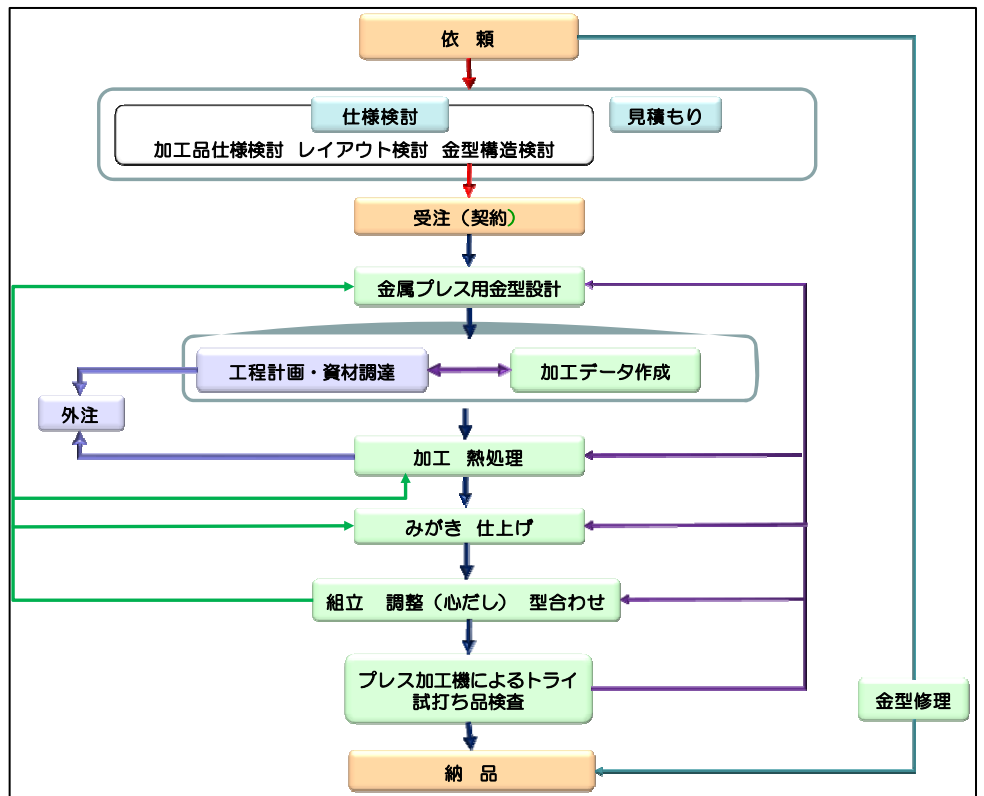 依 頼
仕様検討
見積もり
加工品仕様検討 レイアウト検討 金型構造検討
受注（契約）
金属プレス用金型設計
工程計画・資材調達
加工データ作成
外注
加工 熱処理
みがき 仕上げ
組立 調整（心だし） 型合わせ
プレス加工機によるトライ
試打ち品検査
金型修理
納 品